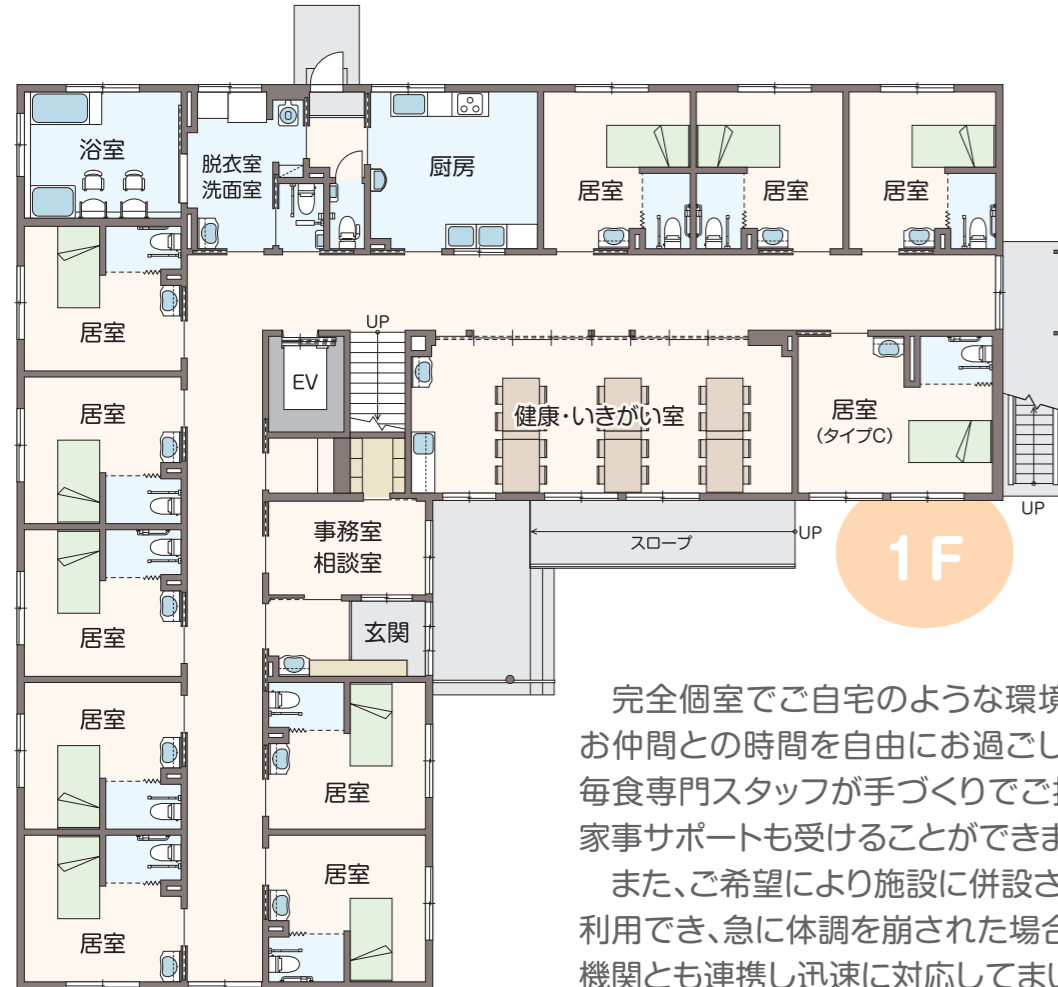 浴室
脱衣室
洗面室
厨房
居室
居室
居室
居室
UP
EV
居室
健康・いきがい室
居室
(タイプC)
UP
スロープ
UP
1F
事務室
相談室
玄関
居室
居室
居室
居室
居室
完全個室でご自宅のような環境
お仲間との時間を自由にお過ごし
毎食専門スタッフが手づくりでご
家事サポートも受けることができま
また、ご希望により施設に併設さ
利用でき、急に体調を崩された場合
機関とも連携し迅速に対応してまい